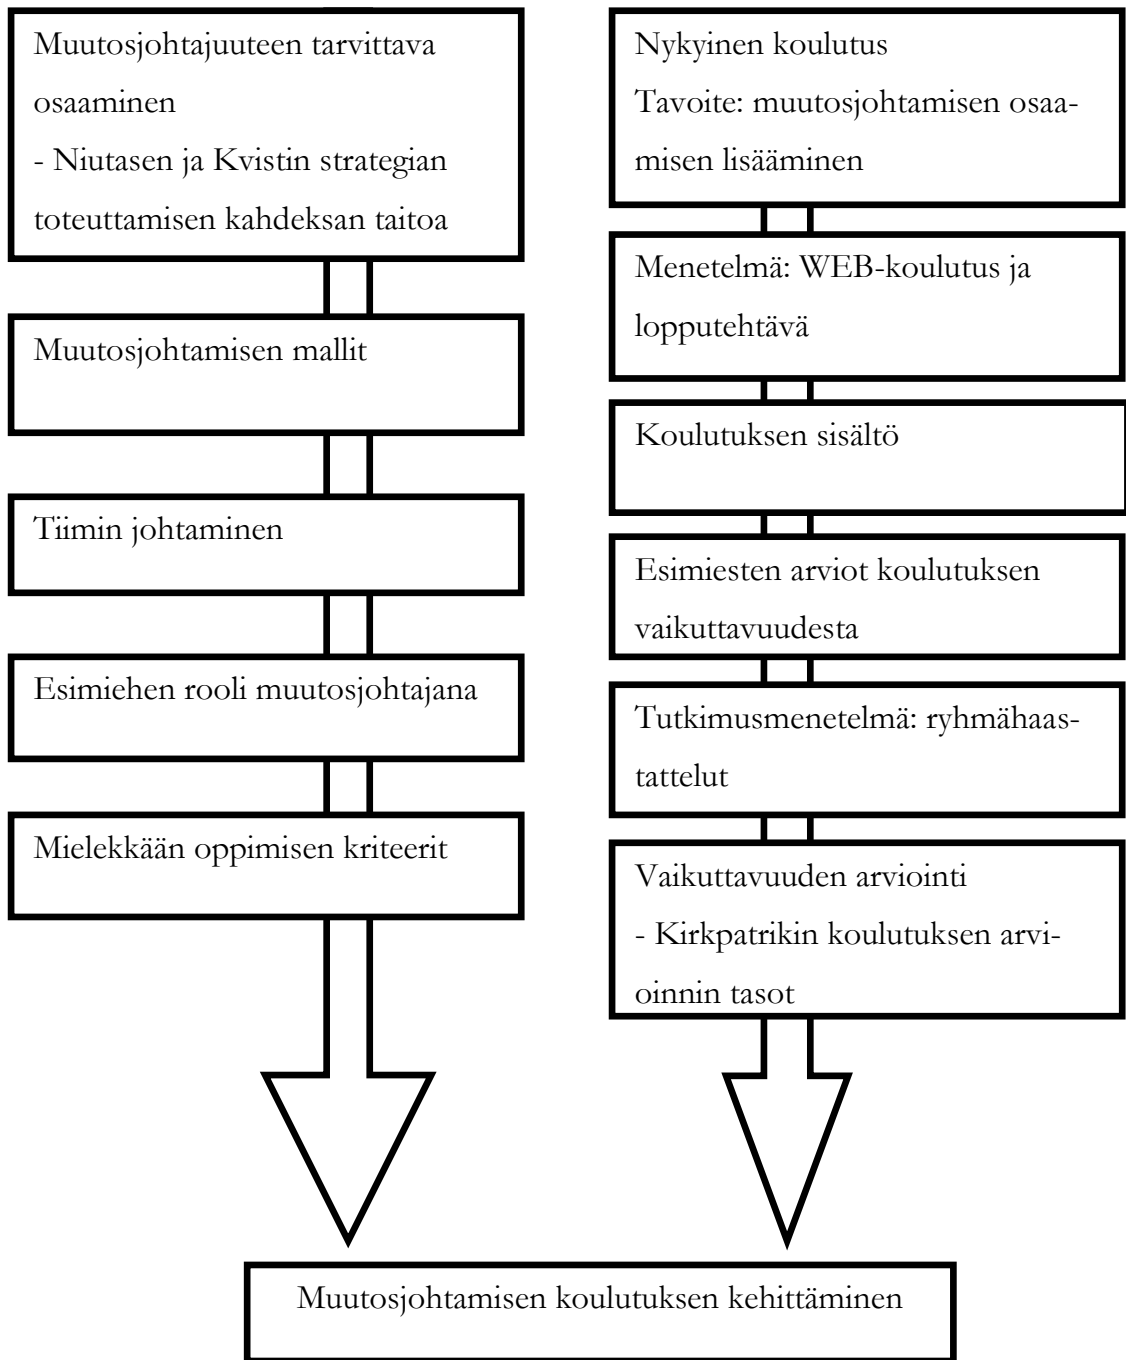 Muutosjohtajuuteen tarvittava
osaaminen
- Niutasen ja Kvistin strategian
toteuttamisen kahdeksan taitoa
Muutosjohtamisen mallit
Tiimin johtaminen
Esimiehen rooli muutosjohtajana
Mielekkään oppimisen kriteerit
Nykyinen koulutus
Tavoite: muutosjohtamisen osaa-
misen lisääminen
Menetelmä: WEB-koulutus ja
lopputehtävä
Koulutuksen sisältö
Esimiesten arviot koulutuksen
vaikuttavuudesta
Tutkimusmenetelmä: ryhmähaas-
tattelut
Vaikuttavuuden arviointi
- Kirkpatrikin koulutuksen arvi-
oinnin tasot
Muutosjohtamisen koulutuksen kehittäminen